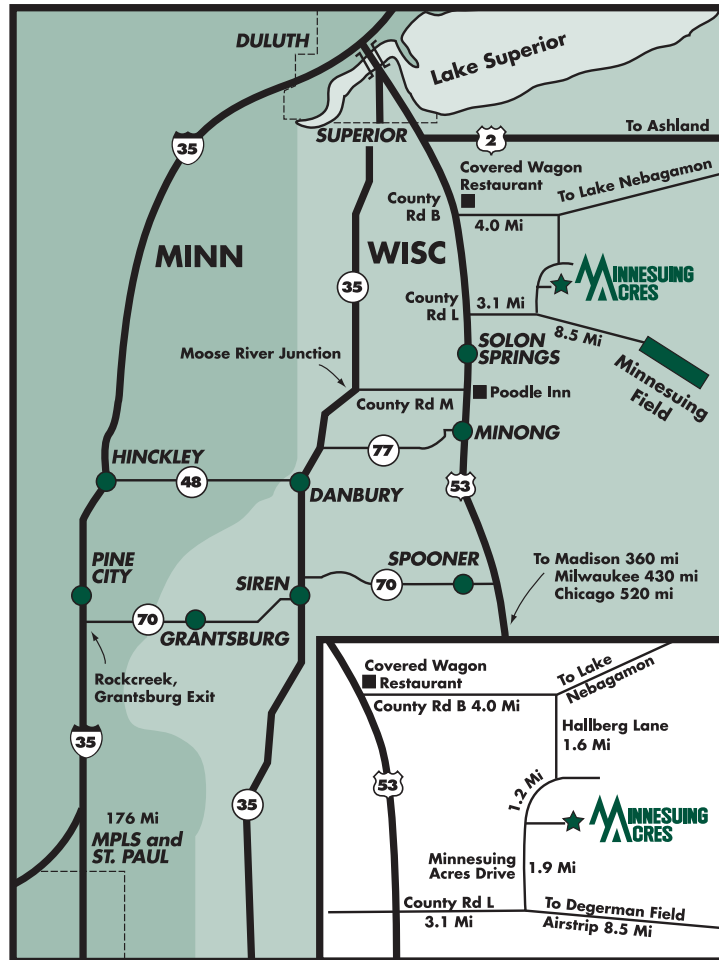 DULUTH
Lake Superior
SUPERIOR
35
2
To Ashland
Covered Wagon
Restaurant
To Lake Nebagamon
County
Rd B
4.0 Mi
MINN
WISC
MINNESUING
ACRES
35
County
Rd L
3.1 Mi
8.5 Mi
SOLON
SPRINGS
Minnesuing
Field
Moose River Junction
County Rd M
Poodle Inn
77
MINONG
HINCKLEY
48
DANBURY
53
PINE
CITY
SIREN
SPOONER
70
To Madison 360 mi
Milwaukee 430 mi
Chicago 520 mi
70
GRANTSBURG
Rockcreek,
Grantsburg Exit
35
35
176 Mi
MPLS and
ST. PAUL
Covered Wagon
Restaurant
To Lake
Nebagamon
County Rd B 4.0 Mi
Hallberg Lane
1.6 Mi
53
1.2 Mi
MINNESUING
ACRES
Minnesuing
Acres Drive
1.9 Mi
County Rd L
3.1 Mi
To Degerman Field
Airstrip 8.5 Mi